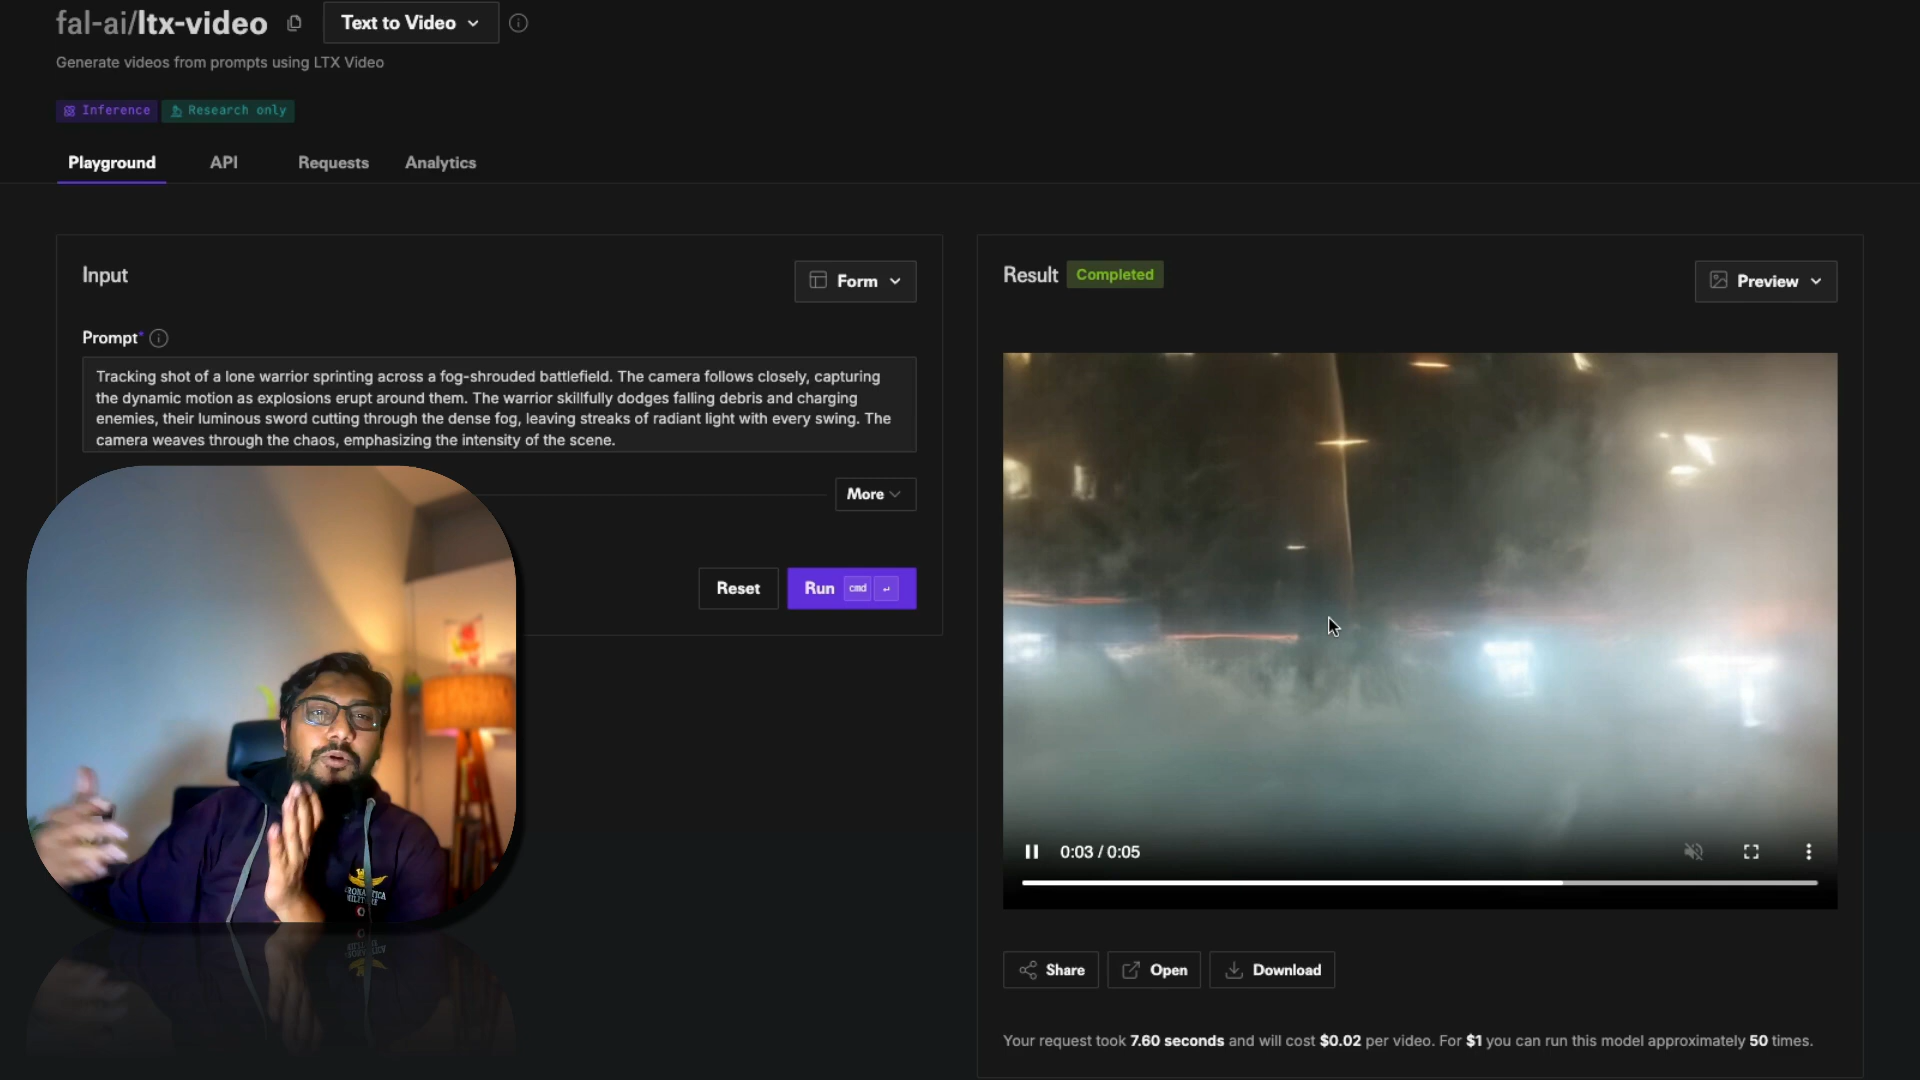 fal-ai/ltx-video
Text to Video
Generate videos from prompts using LTX Video
Inference
Research only
Playground
API
Requests
Analytics
Input
Form
Prompt*
Tracking shot of a lone warrior sprinting across a fog-shrouded battlefield. The camera follows closely, capturing
the dynamic motion as explosions erupt around them. The warrior skillfully dodges falling debris and charging
enemies, their luminous sword cutting through the dense fog, leaving streaks of radiant light with every swing. The
camera weaves through the chaos, emphasizing the intensity of the scene.
More
Reset
Run cmd ↵
Result
Completed
Preview
0:03 / 0:05
Share
Open
Download
Your request took 7.60 seconds and will cost $0.02 per video. For $1 you can run this model approximately 50 times.